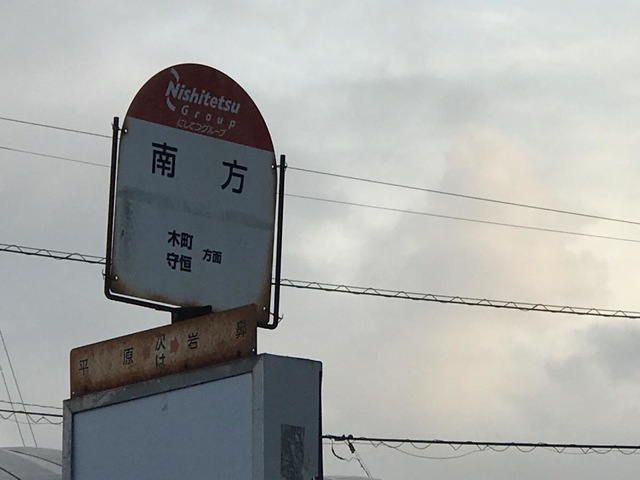 Nishitetsu
Group
にしてつグループ
南方
木町
守恒
方面
平原 ← 次は → 岩鼻